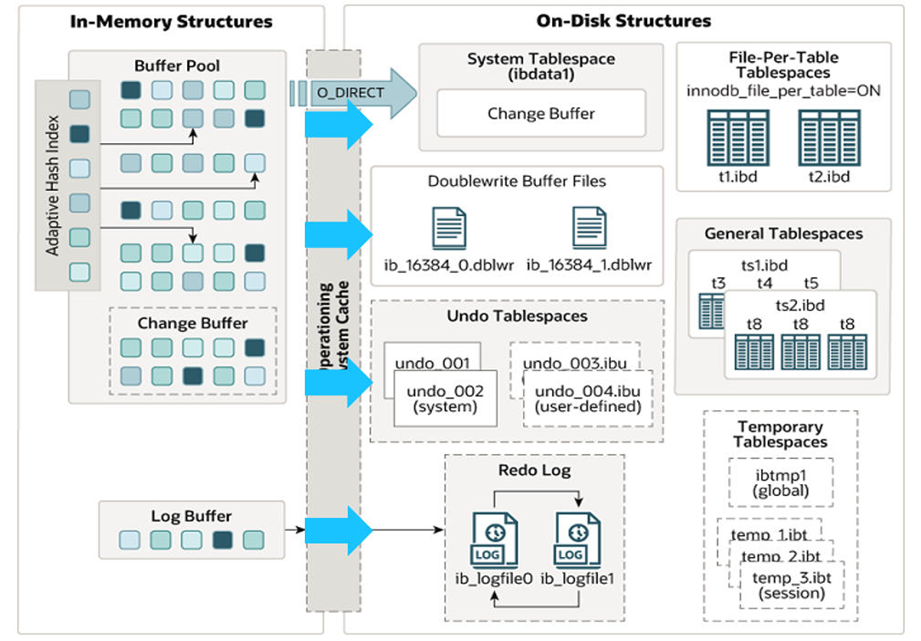 In-Memory Structures
Buffer Pool
Adaptive Hash Index
Change Buffer
Log Buffer
O_DIRECT
On-Disk Structures
System Tablespace
(ibdata1)
Change Buffer
Doublewrite Buffer Files
ib_16384_0.dblwr
ib_16384_1.dblwr
Undo Tablespaces
undo_001
undo_002
(system)
undo_003.ibu
undo_004.ibu
(user-defined)
Redo Log
LOG
LOG
ib_logfile0
ib_logfile1
File-Per-Table
Tablespaces
innodb_file_per_table=ON
t1.ibd
t2.ibd
General Tablespaces
ts1.ibd
t3
t4
t5
ts2.ibd
t8
t8
t8
Temporary
Tablespaces
ibtmp1
(global)
temp_1.ibt
temp_2.ibt
temp_3.ibt
(session)
Cache